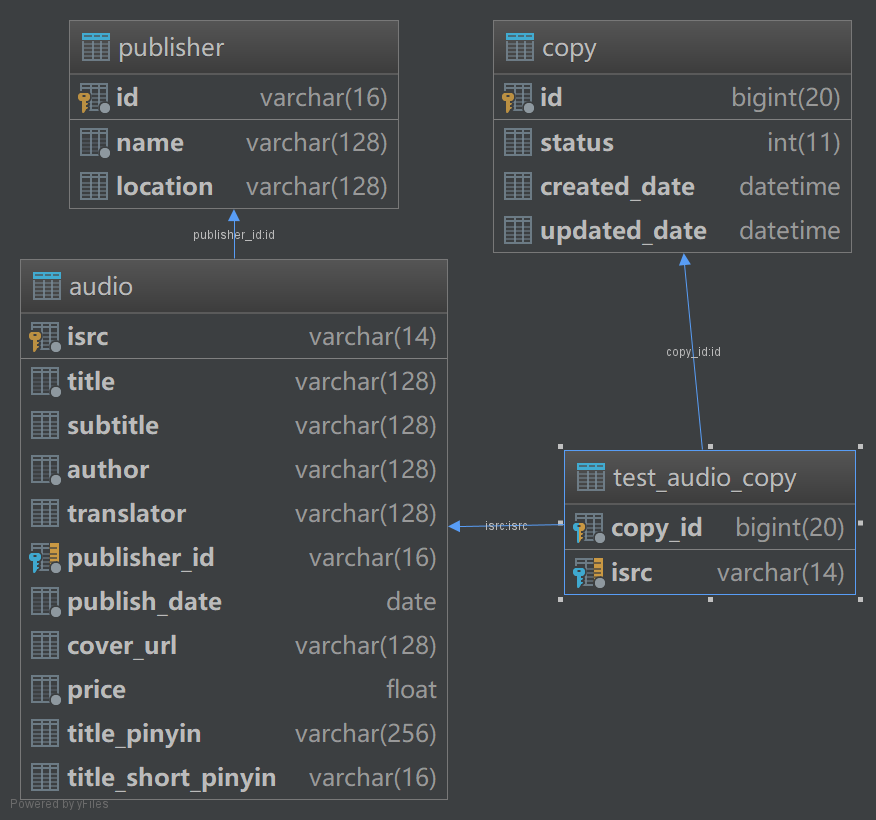 publisher
id varchar(16)
name varchar(128)
location varchar(128)
copy
id bigint(20)
status int(11)
created_date datetime
updated_date datetime
publisher_id:id
audio
isrc varchar(14)
title varchar(128)
subtitle varchar(128)
author varchar(128)
translator varchar(128)
publisher_id varchar(16)
publish_date date
cover_url varchar(128)
price float
title_pinyin varchar(256)
title_short_pinyin varchar(16)
copy_id:id
test_audio_copy
copy_id bigint(20)
isrc varchar(14)
isrc:isrc
Powered by yFiles